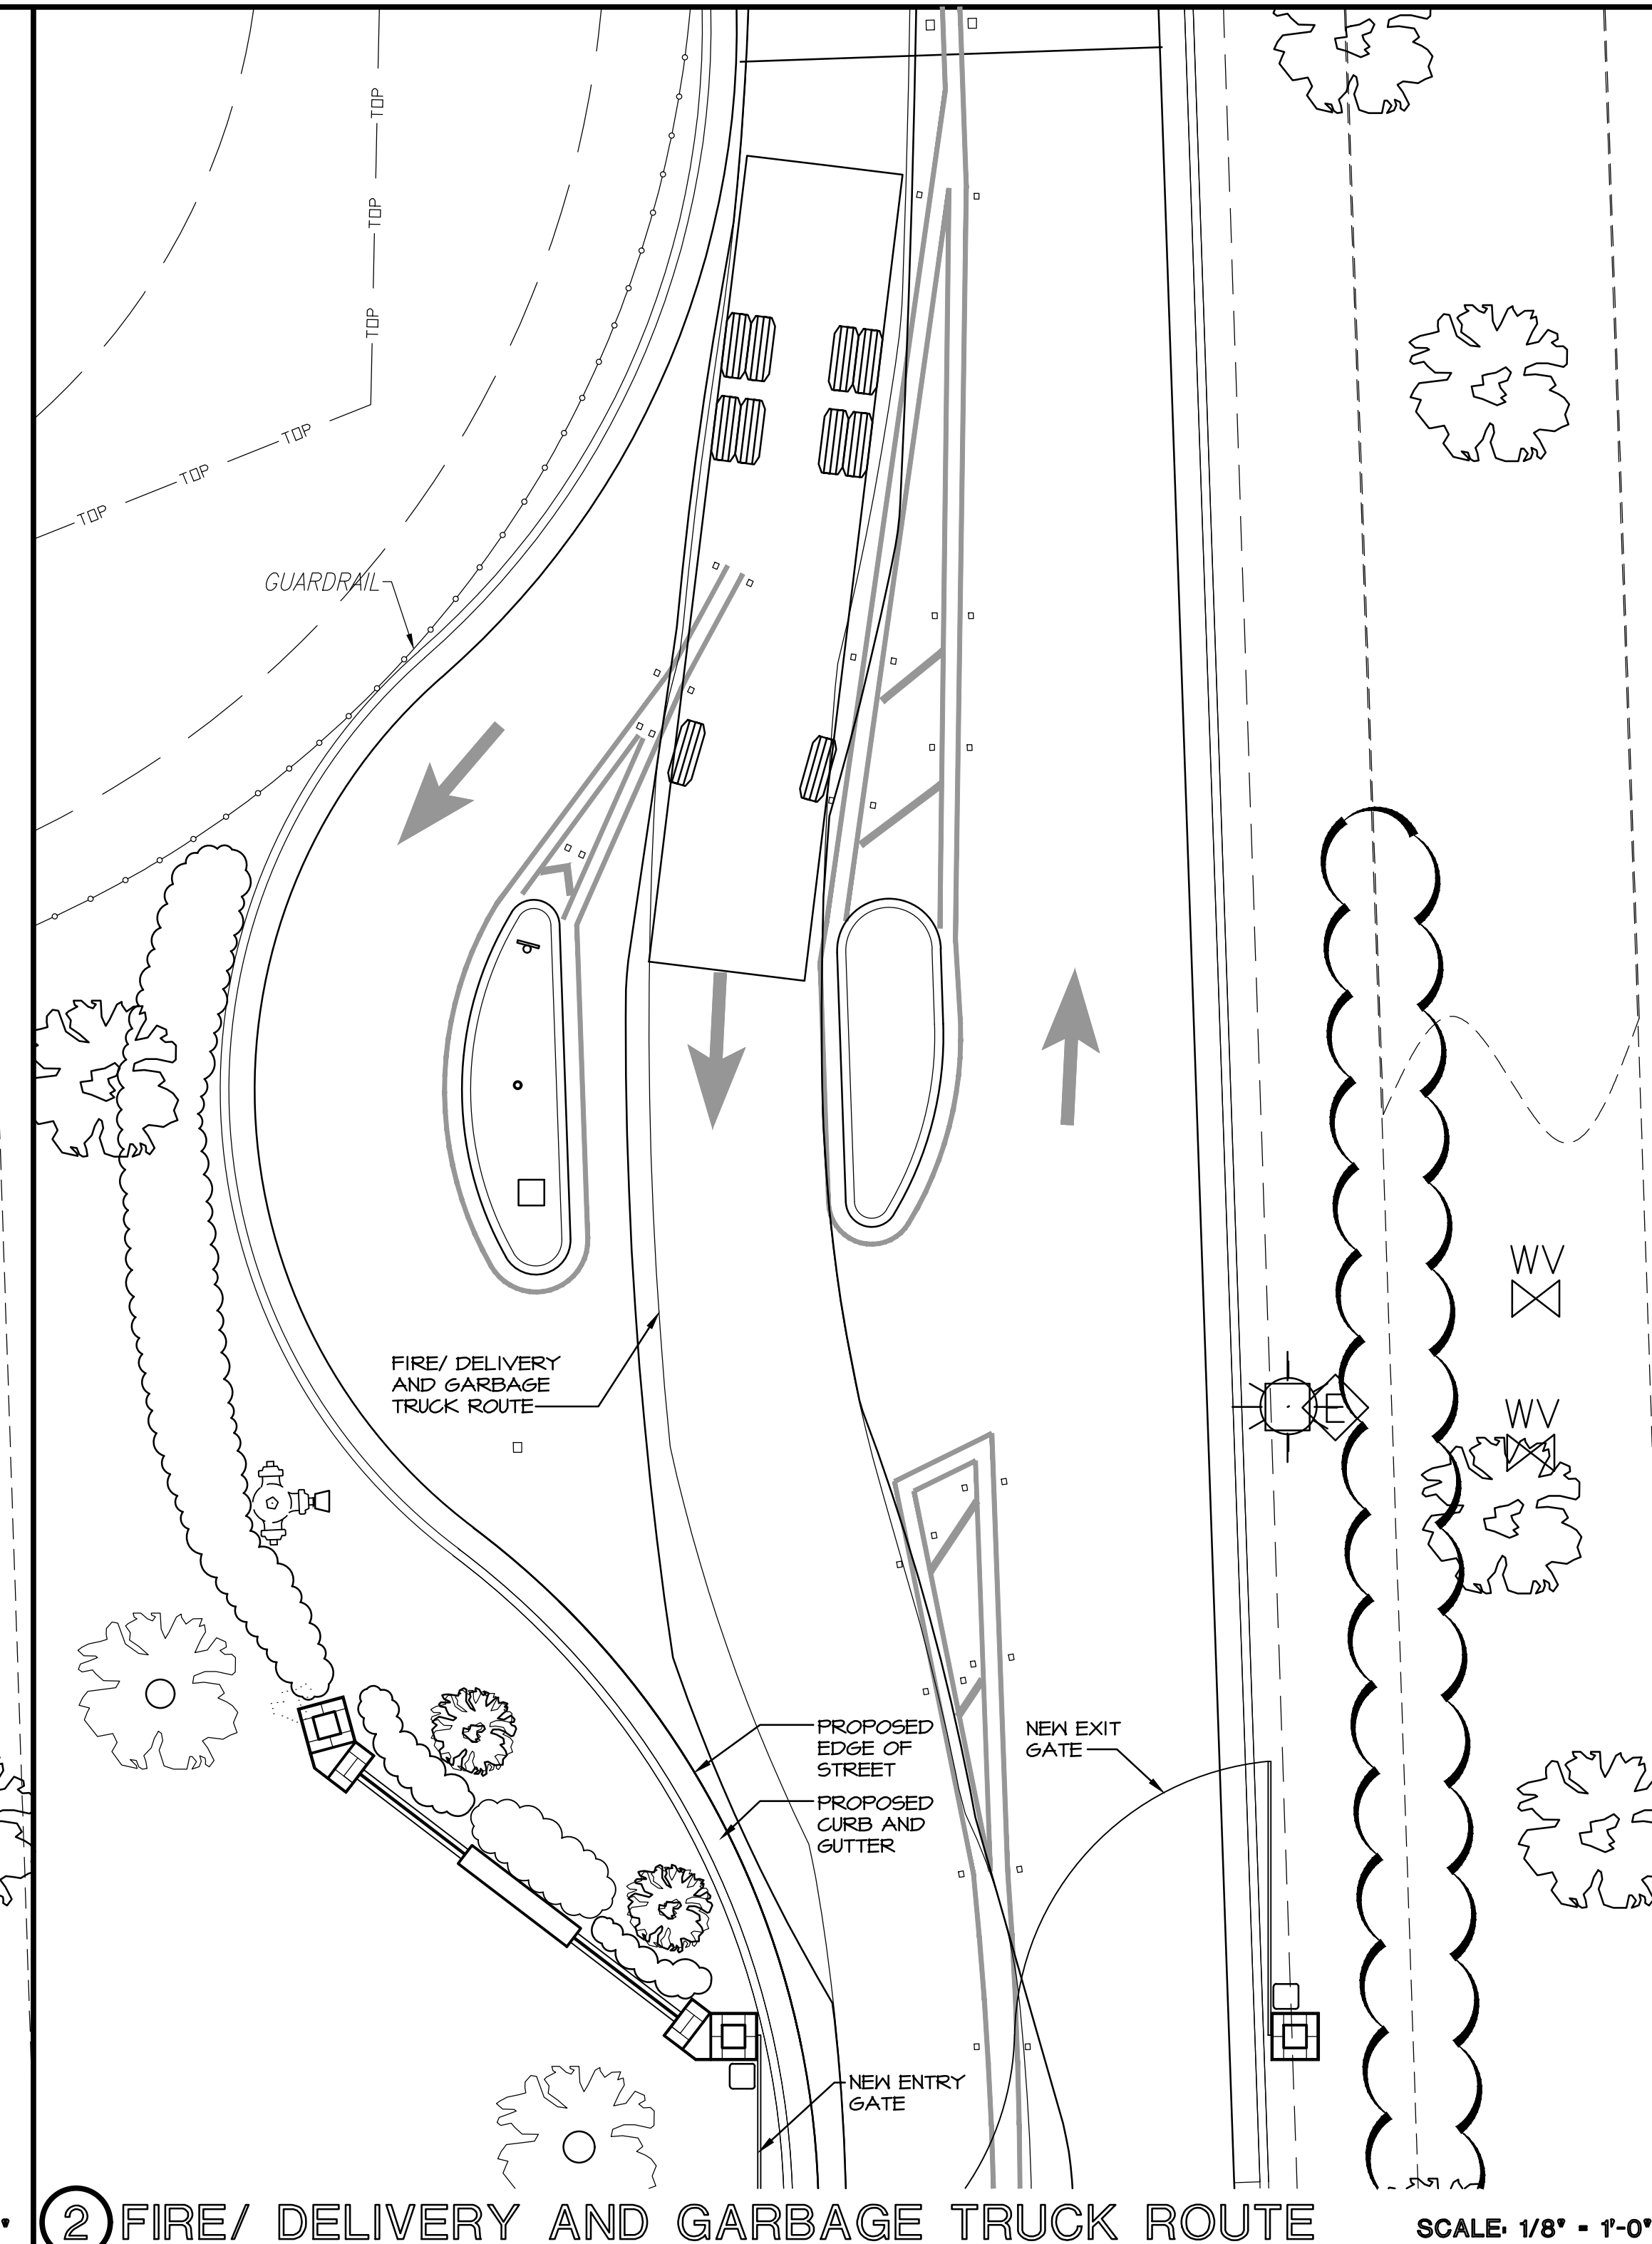 TOP
TOP
TOP
TOP
TOP
TOP
GUARDRAIL
FIRE/ DELIVERY
AND GARBAGE
TRUCK ROUTE
WV
E
WV
PROPOSED
EDGE OF
STREET
NEW EXIT
GATE
PROPOSED
CURB AND
GUTTER
NEW ENTRY
GATE
2 FIRE/ DELIVERY AND GARBAGE TRUCK ROUTE
SCALE: 1/8" = 1'-0"